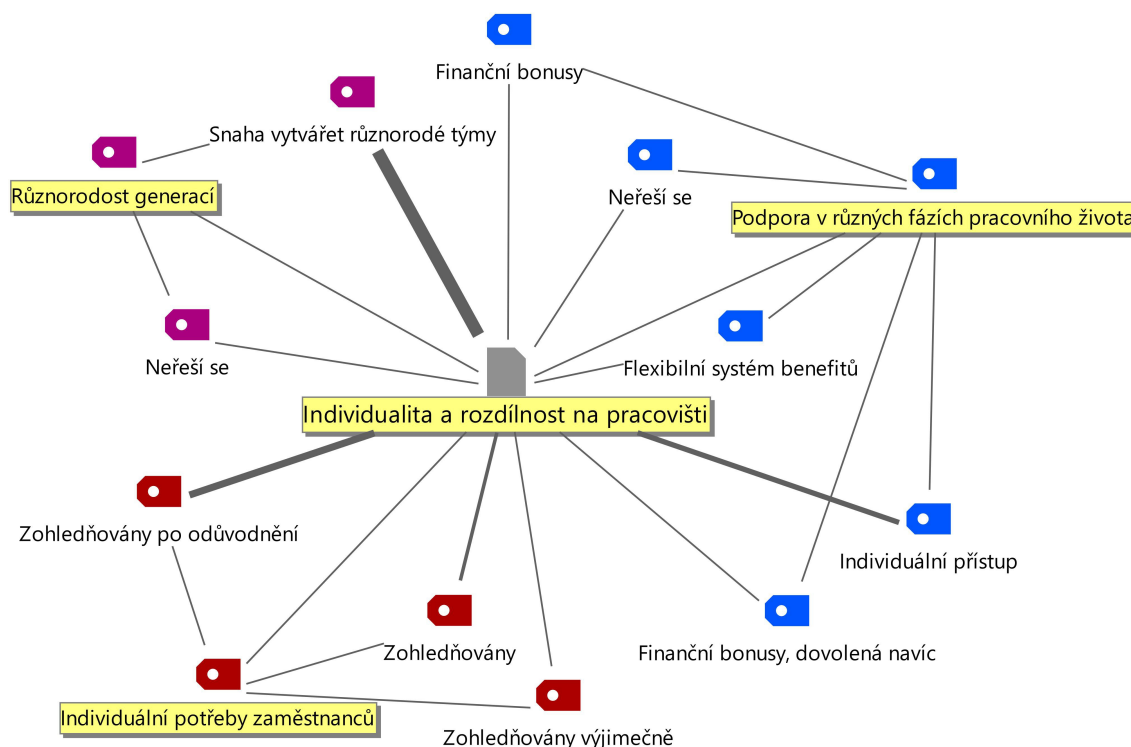 Finanční bonusy
Snaha vytvářet různorodé týmy
Různorodost generací
Neřeší se
Podpora v různých fázích pracovního života
Neřeší se
Flexibilní systém benefitů
Individualita a rozdílnost na pracovišti
Zohledňovány po odůvodnění
Individuální přístup
Zohledňovány
Finanční bonusy, dovolená navíc
Individuální potřeby zaměstnanců
Zohledňovány výjimečně